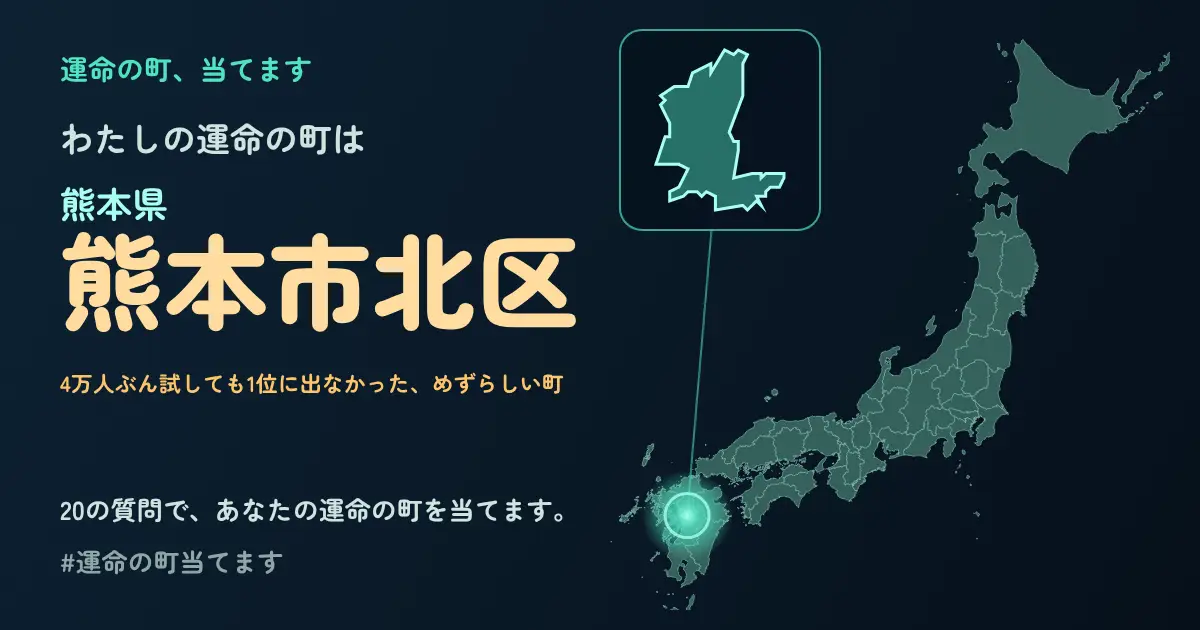 運命の町、当てます
わたしの運命の町は
熊本県
熊本市北区
4万人ぶん試しても1位に出なかった、めずらしい町
20の質問で、あなたの運命の町を当てます。
#運命の町当てます